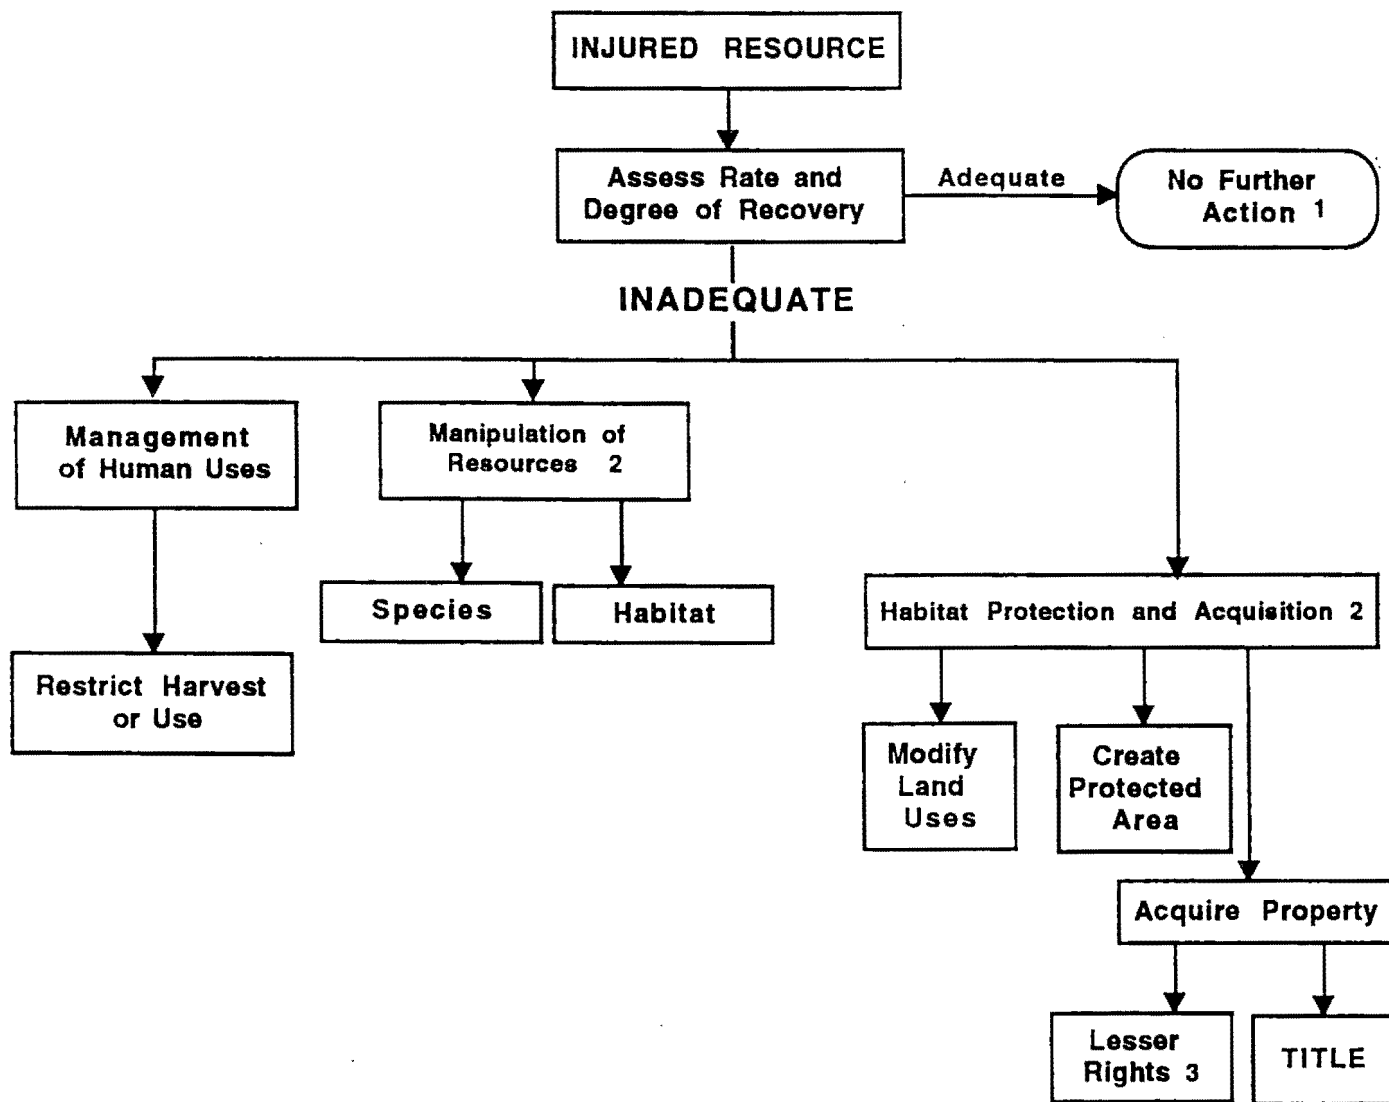 INJURED RESOURCE
Assess Rate and
Degree of Recovery
Adequate
No Further
Action 1
INADEQUATE
Management
of Human Uses
Manipulation of
Resources 2
Species
Habitat
Habitat Protection and Acquisition 2
Restrict Harvest
or Use
Modify
Land
Uses
Create
Protected
Area
Acquire Property
Lesser
Rights 3
TITLE